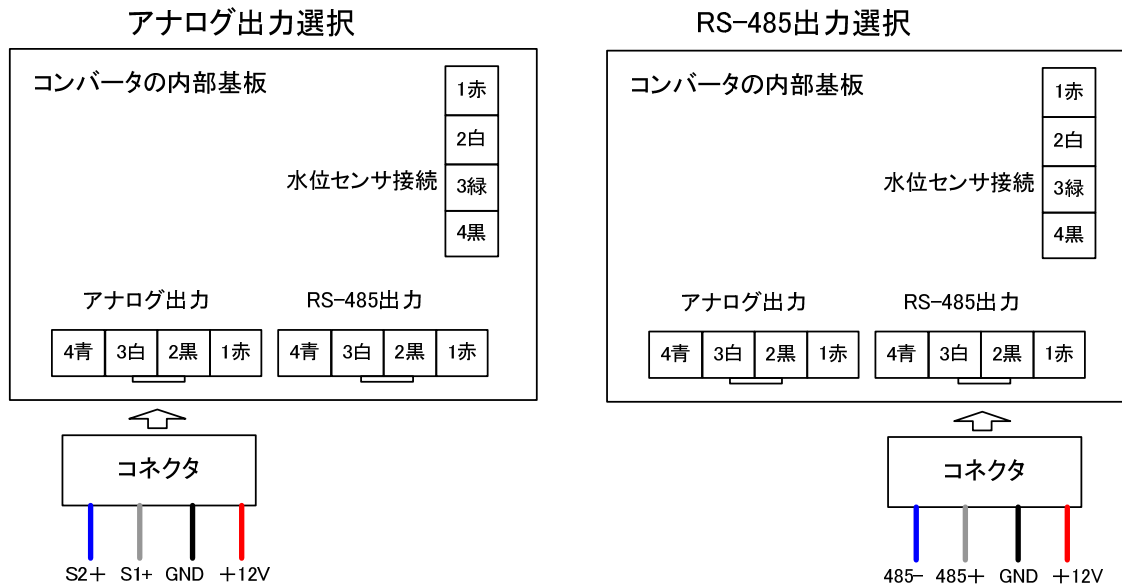 アナログ出力選択
コンバータの内部基板
1赤
2白
水位センサ接続
3緑
4黒
アナログ出力
RS-485出力
4青 3白 2黒 1赤
4青 3白 2黒 1赤
コネクタ
S2+ S1+ GND +12V
RS-485出力選択
コンバータの内部基板
1赤
2白
水位センサ接続
3緑
4黒
アナログ出力
RS-485出力
4青 3白 2黒 1赤
4青 3白 2黒 1赤
コネクタ
485- 485+ GND +12V